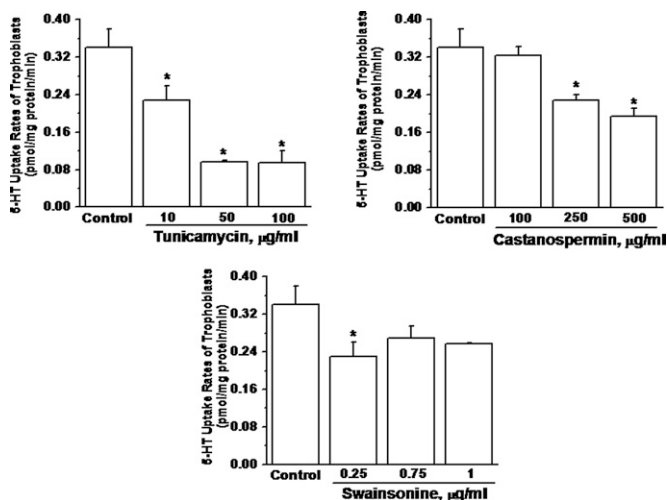 5-HT Uptake Rates of Trophoblasts
(pmol/mg protein/min)
0.40
0.32
0.24
0.16
0.08
0.00
*
*
*
Control
10
50
100
Tunicamycin, µg/ml
5-HT Uptake Rates of Trophoblasts
(pmol/mg protein/min)
0.40
0.32
0.24
0.16
0.08
0.00
*
*
Control
100
250
500
Castanospermin, µg/ml
5-HT Uptake Rates of Trophoblasts
(pmol/mg protein/min)
0.40
0.32
0.24
0.08
0.00
*
Control
0.25
0.75
1
Swainsonine, µg/ml